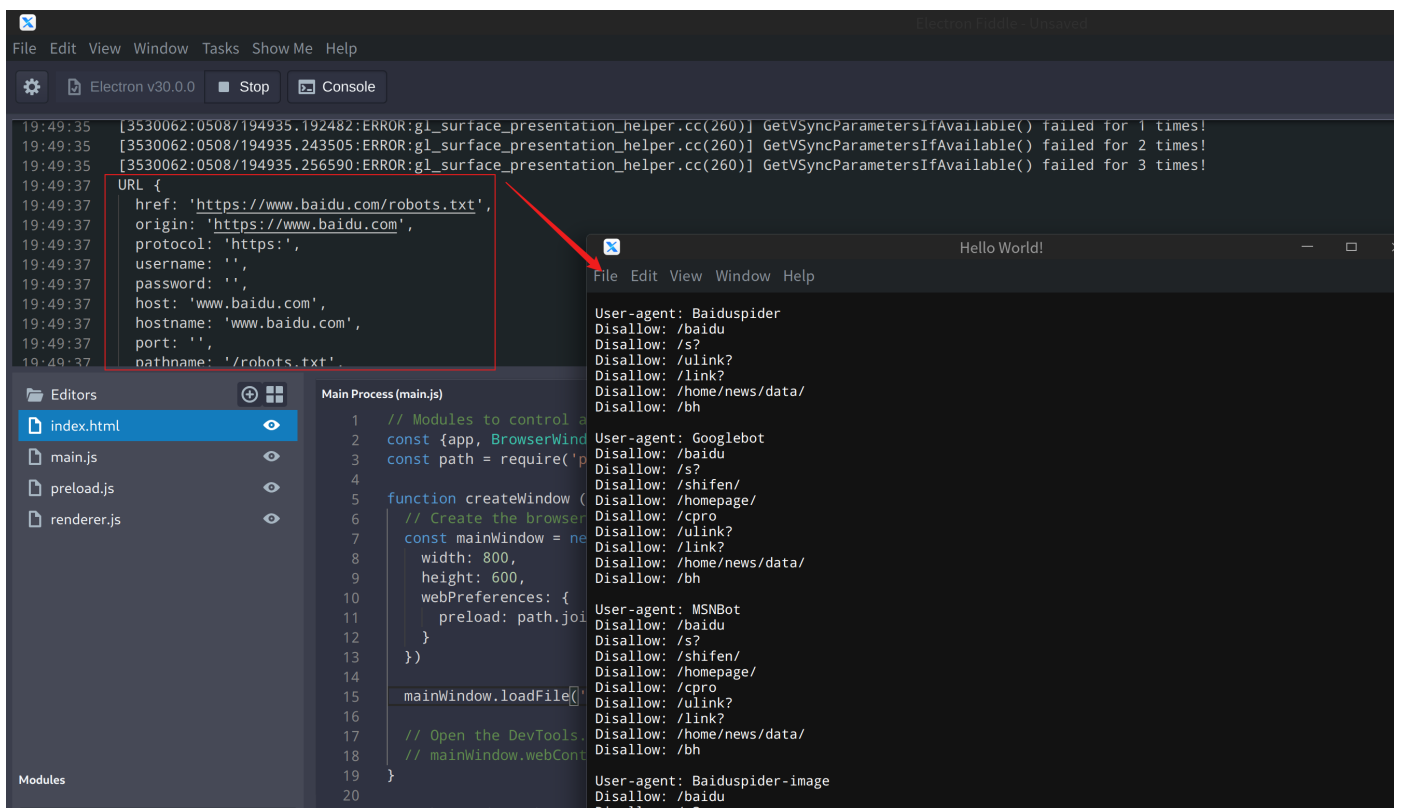 Electron Fiddle - Unsaved
File Edit View Window Tasks Show Me Help
Electron v30.0.0 Stop Console
19:49:35 [3530062:0508/194935.192482:ERROR:gl_surface_presentation_helper.cc(260)] GetVSyncParametersIfAvailable() failed for 1 times!
19:49:35 [3530062:0508/194935.243505:ERROR:gl_surface_presentation_helper.cc(260)] GetVSyncParametersIfAvailable() failed for 2 times!
19:49:35 [3530062:0508/194935.256590:ERROR:gl_surface_presentation_helper.cc(260)] GetVSyncParametersIfAvailable() failed for 3 times!
19:49:37 URL {
19:49:37 href: 'https://www.baidu.com/robots.txt',
19:49:37 origin: 'https://www.baidu.com',
19:49:37 protocol: 'https:',
19:49:37 username: '',
19:49:37 password: '',
19:49:37 host: 'www.baidu.com',
19:49:37 hostname: 'www.baidu.com',
19:49:37 port: '',
19:49:37 pathname: '/robots.txt',
Editors
index.html
main.js
preload.js
renderer.js
Modules
Main Process (main.js)
1 // Modules to control a
2 const {app, BrowserWind
3 const path = require('p
4
5 function createWindow (
6 // Create the browser
7 const mainWindow = ne
8 width: 800,
9 height: 600,
10 webPreferences: {
11 preload: path.joi
12 }
13 })
14
15 mainWindow.loadFile('
16
17 // Open the DevTools.
18 // mainWindow.webCont
19 }
20
Hello World!
File Edit View Window Help
User-agent: Baiduspider
Disallow: /baidu
Disallow: /s?
Disallow: /ulink?
Disallow: /link?
Disallow: /home/news/data/
Disallow: /bh
User-agent: Googlebot
Disallow: /baidu
Disallow: /s?
Disallow: /shifen/
Disallow: /homepage/
Disallow: /cpro
Disallow: /ulink?
Disallow: /link?
Disallow: /home/news/data/
Disallow: /bh
User-agent: MSNBot
Disallow: /baidu
Disallow: /s?
Disallow: /shifen/
Disallow: /homepage/
Disallow: /cpro
Disallow: /ulink?
Disallow: /link?
Disallow: /home/news/data/
Disallow: /bh
User-agent: Baiduspider-image
Disallow: /baidu